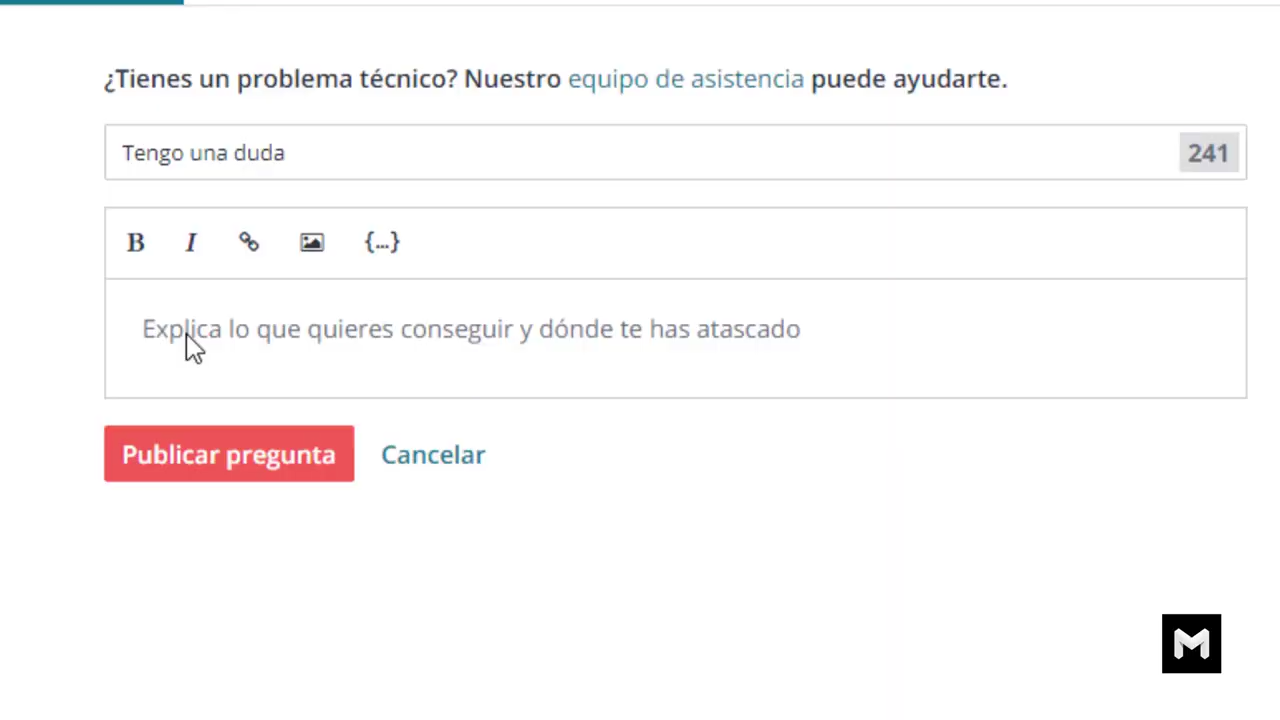 ¿Tienes un problema técnico? Nuestro equipo de asistencia puede ayudarte.
Tengo una duda 241
B I {...}
Explica lo que quieres conseguir y dónde te has atascado
Publicar pregunta Cancelar
M